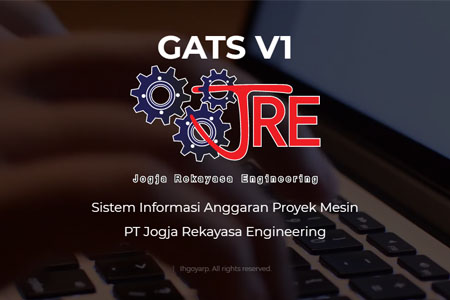 GATS V1
JRE
Jogja Rekayasa Engineering
Sistem Informasi Anggaran Proyek Mesin
PT Jogja Rekayasa Engineering
| Ihgoyarp. All rights reserved.